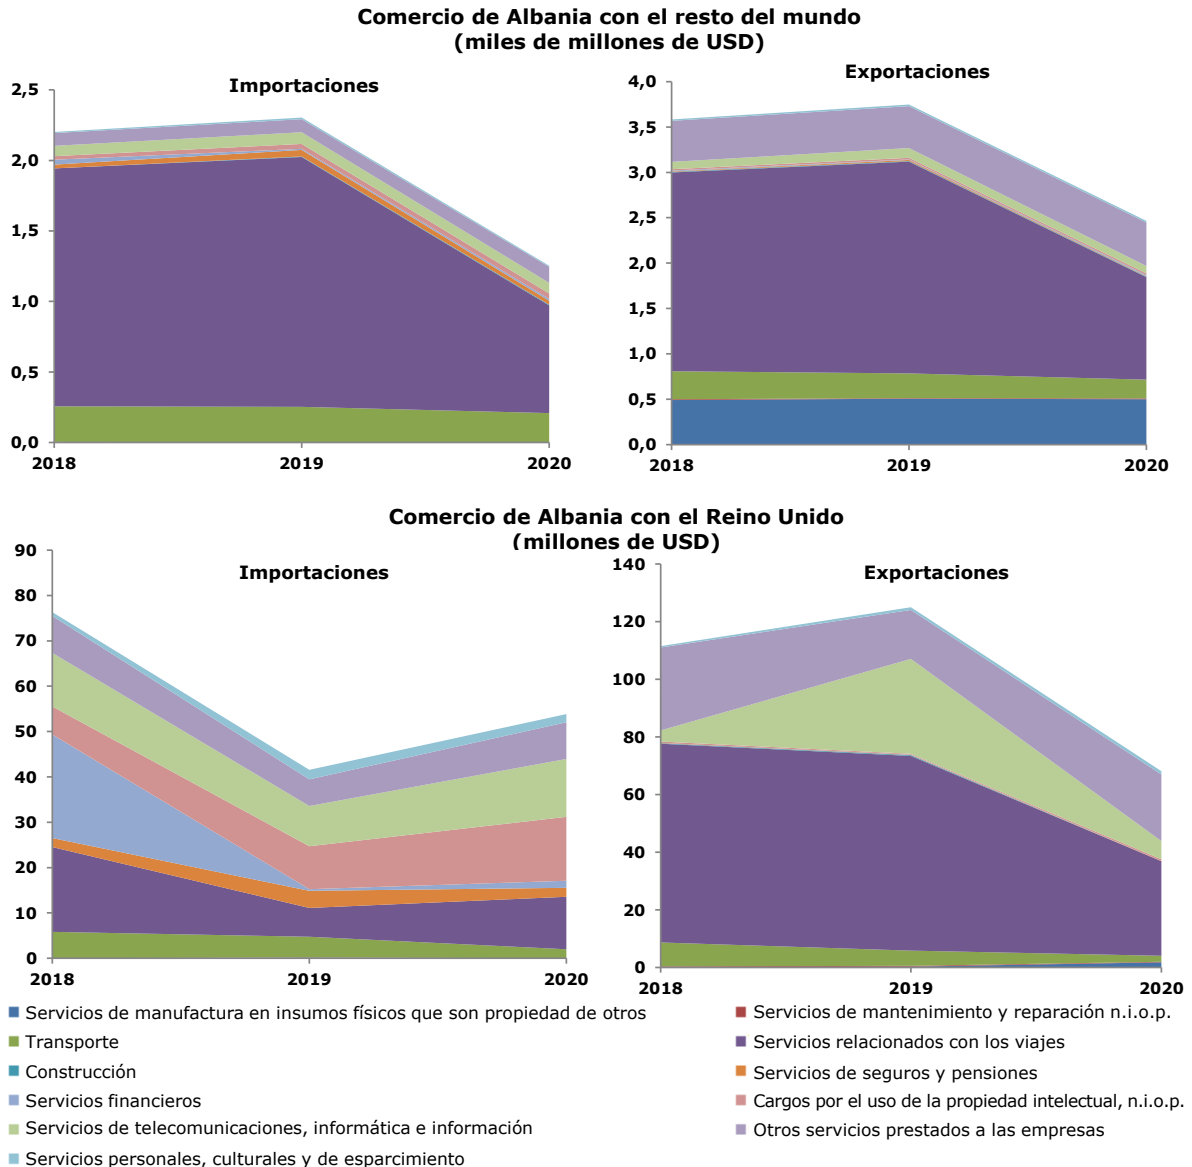 Comercio de Albania con el resto del mundo
(miles de millones de USD)
Importaciones
2,5
2,0
1,5
1,0
0,5
0,0
2018
2019
2020
Exportaciones
4,0
3,5
3,0
2,5
2,0
1,5
1,0
0,5
0,0
2018
2019
2020
Comercio de Albania con el Reino Unido
(millones de USD)
Importaciones
90
80
70
60
50
40
30
20
10
0
2018
2019
2020
Exportaciones
140
120
100
80
60
40
20
0
2018
2019
2020
Servicios de manufactura en insumos físicos que son propiedad de otros
Servicios de mantenimiento y reparación n.i.o.p.
Transporte
Servicios relacionados con los viajes
Construcción
Servicios de seguros y pensiones
Servicios financieros
Cargos por el uso de la propiedad intelectual, n.i.o.p.
Servicios de telecomunicaciones, informática e información
Otros servicios prestados a las empresas
Servicios personales, culturales y de esparcimiento